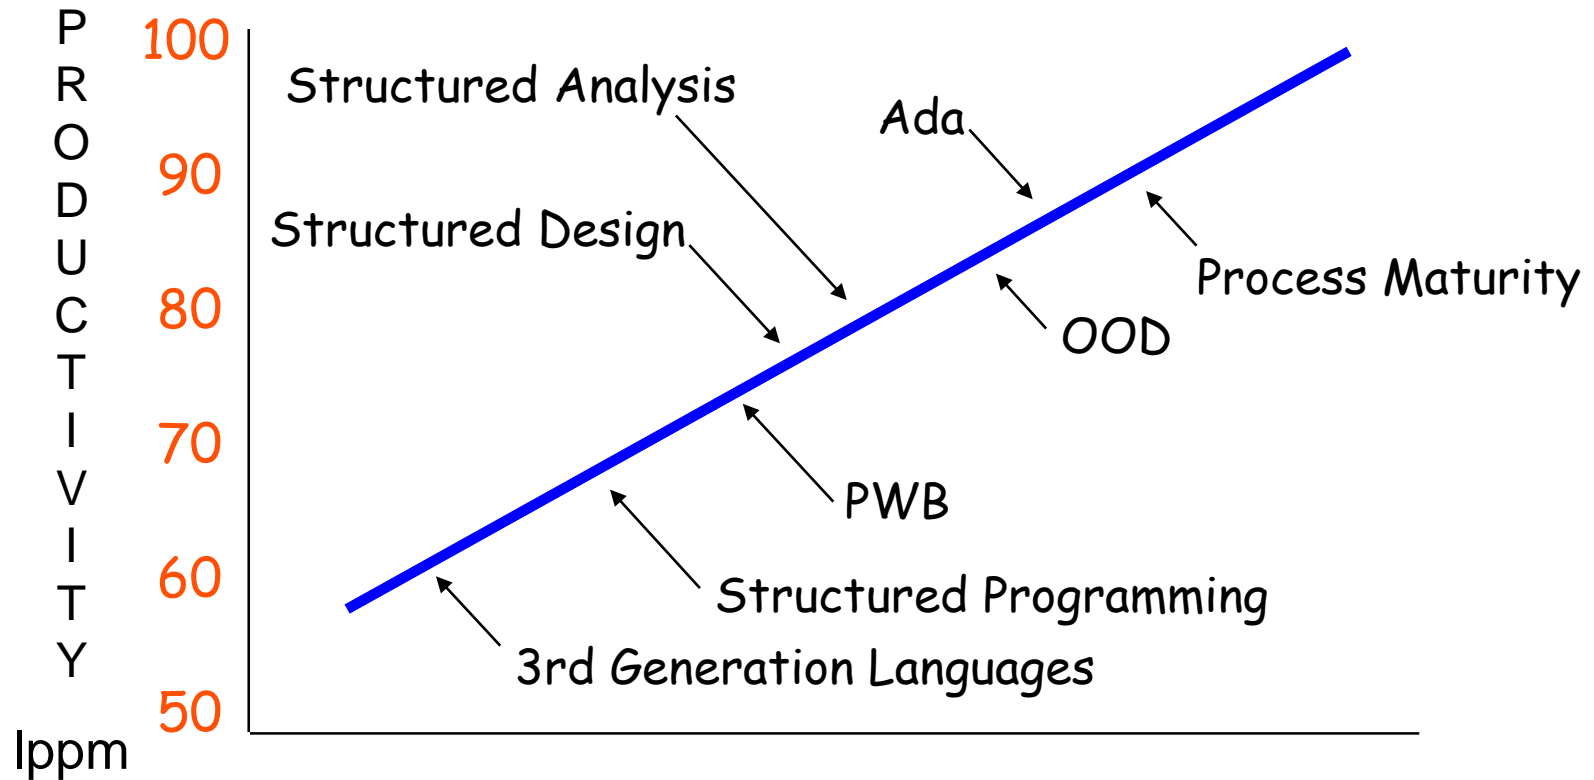 PRODUCTIVITY
100
90
80
70
60
50
lppm
Structured Analysis
Ada
Structured Design
Process Maturity
OOD
PWB
Structured Programming
3rd Generation Languages